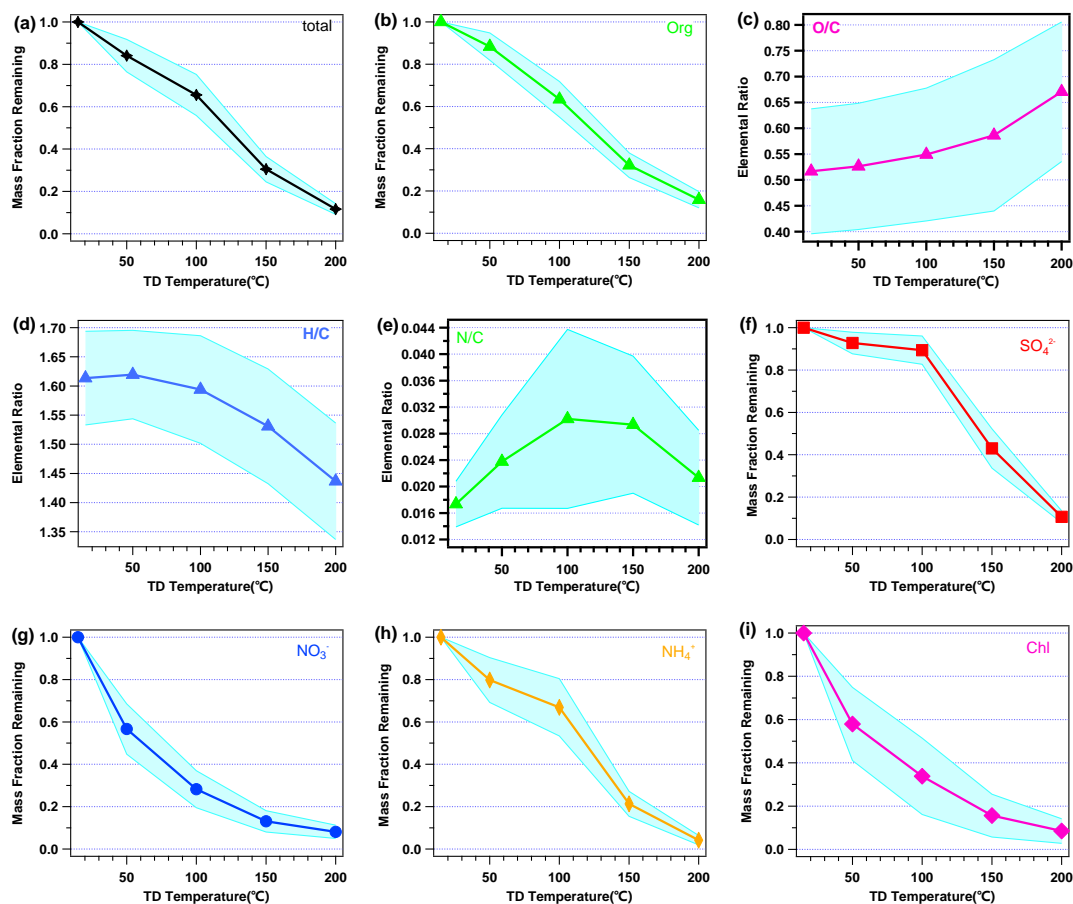 (a)
total
1.0
0.8
0.6
0.4
0.2
0.0
Mass Fraction Remaining
50
100
150
200
TD Temperature(℃)
(b)
Org
1.0
0.8
0.6
0.4
0.2
0.0
Mass Fraction Remaining
50
100
150
200
TD Temperature(℃)
(c)
O/C
0.80
0.75
0.70
0.65
0.60
0.55
0.50
0.45
0.40
Elemental Ratio
50
100
150
200
TD Temperature(℃)
(d)
H/C
1.70
1.65
1.60
1.55
1.50
1.45
1.40
1.35
Elemental Ratio
50
100
150
200
TD Temperature(℃)
(e)
N/C
0.044
0.040
0.036
0.032
0.028
0.024
0.020
0.016
0.012
Elemental Ratio
50
100
150
200
TD Temperature(℃)
(f)
SO₄²⁻
1.0
0.8
0.6
0.4
0.2
0.0
Mass Fraction Remaining
50
100
150
200
TD Temperature(℃)
(g)
NO₃⁻
1.0
0.8
0.6
0.4
0.2
0.0
Mass Fraction Remaining
50
100
150
200
TD Temperature(℃)
(h)
NH₄⁺
1.0
0.8
0.6
0.4
0.2
0.0
Mass Fraction Remaining
50
100
150
200
TD Temperature(℃)
(i)
Chl
1.0
0.8
0.6
0.4
0.2
0.0
Mass Fraction Remaining
50
100
150
200
TD Temperature(℃)